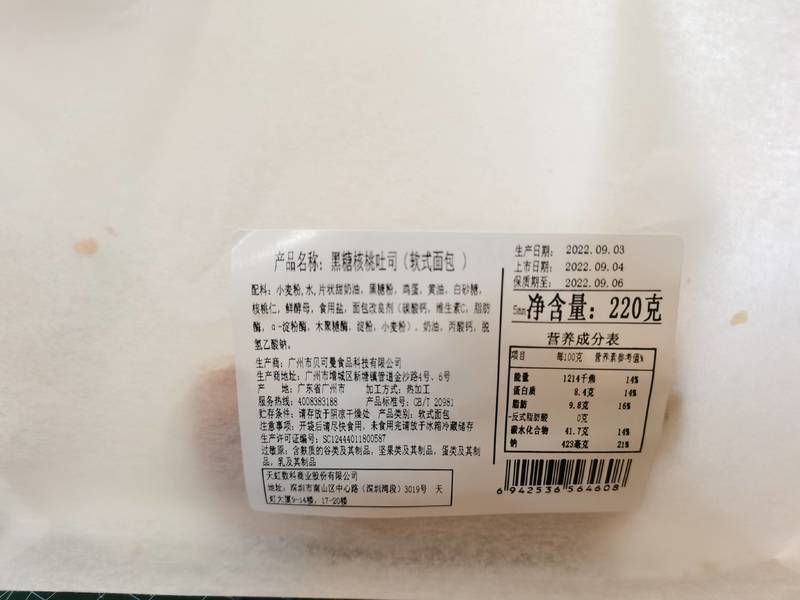 产品名称：黑糖核桃吐司（软式面包 ）
配料：小麦粉,水,片状甜奶油，黑糖粉，鸡蛋，黄油，白砂糖，
核桃仁，鲜酵母，食用盐，面包改良剂（碳酸钙，维生素C，脂肪
酶，α-淀粉酶，木聚糖酶，淀粉，小麦粉），奶油，丙酸钙，脱
氢乙酸钠。
生产商：广州市贝可曼食品科技有限公司
生产商地址：广州市增城区新塘镇管道金沙路4号、6号
产 地：广东省广州市 加工方式：热加工
服务热线：4008383188 产品标准号：GB/T 20981
贮存条件：请存放于阴凉干燥处 产品类别：软式面包
注意事项：开袋后请尽快食用，未食用完请放于冰箱冷藏储存
生产许可证编号：SC12444011800587
过敏原：含麸质的谷类及其制品，坚果类及其制品，蛋类及其制
品，乳及其制品
天虹数科商业股份有限公司
地址：深圳市南山区中心路（深圳湾段）3019号 天
虹大厦9-14楼，17-20楼
生产日期： 2022.09.03
上市日期： 2022.09.04
保质期至： 2022.09.06
5mm净含量：220克
营养成分表
项目 每100克 营养素参考值%
能量 1214千焦 14%
蛋白质 8.4克 14%
脂肪 9.8克 16%
-反式脂肪酸 0克
碳水化合物 41.7克 14%
钠 423毫克 21%
6 942536 564608